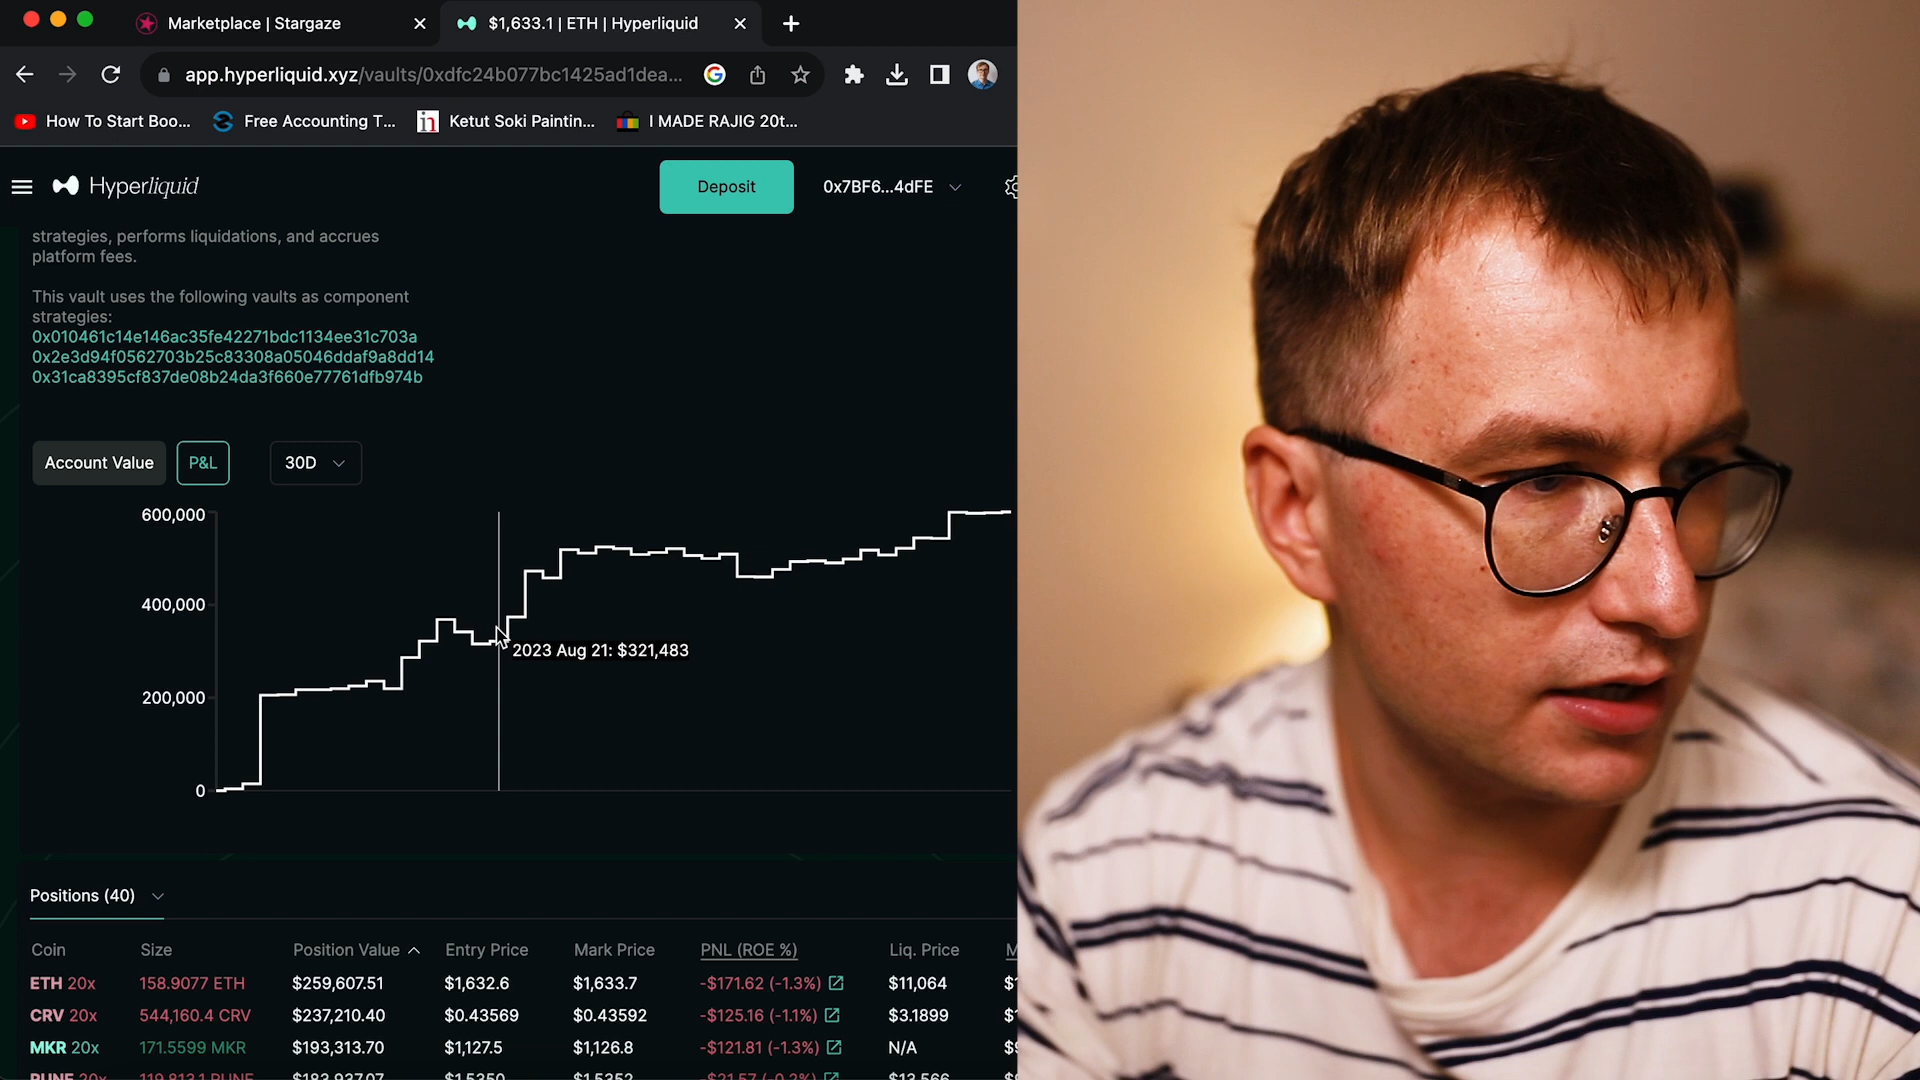 Marketplace | Stargaze
$1,633.1 | ETH | Hyperliquid
app.hyperliquid.xyz/vaults/0xdfc24b077bc1425ad1dea...
How To Start Boo...
Free Accounting T...
Ketut Soki Paintin...
I MADE RAJIG 20t...
Hyperliquid
Deposit
0x7BF6...4dFE
strategies, performs liquidations, and accrues
platform fees.
This vault uses the following vaults as component
strategies:
0x010461c14e146ac35fe42271bdc1134ee31c703a
0x2e3d94f0562703b25c83308a05046ddaf9a8dd14
0x31ca8395cf837de08b24da3f660e77761dfb974b
Account Value
P&L
30D
600,000
400,000
2023 Aug 21: $321,483
200,000
0
Positions (40)
Coin Size Position Value Entry Price Mark Price PNL (ROE %) Liq. Price
ETH 20x 158.9077 ETH $259,607.51 $1,632.6 $1,633.7 -$171.62 (-1.3%) $11,064
CRV 20x 544,160.4 CRV $237,210.40 $0.43569 $0.43592 -$125.16 (-1.1%) $3.1899
MKR 20x 171.5599 MKR $193,313.70 $1,127.5 $1,126.8 -$121.81 (-1.3%) N/A